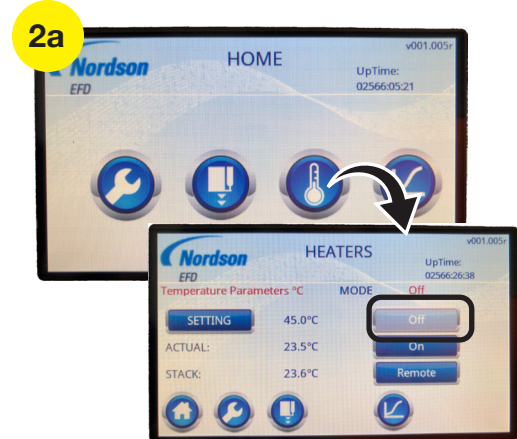 2a
Nordson
EFD
HOME
v001.005r
UpTime:
02566:05:21
Nordson
EFD
HEATERS
v001.005r
UpTime:
02566:26:38
Temperature Parameters °C MODE Off
SETTING 45.0°C Off
ACTUAL: 23.5°C On
STACK: 23.6°C Remote